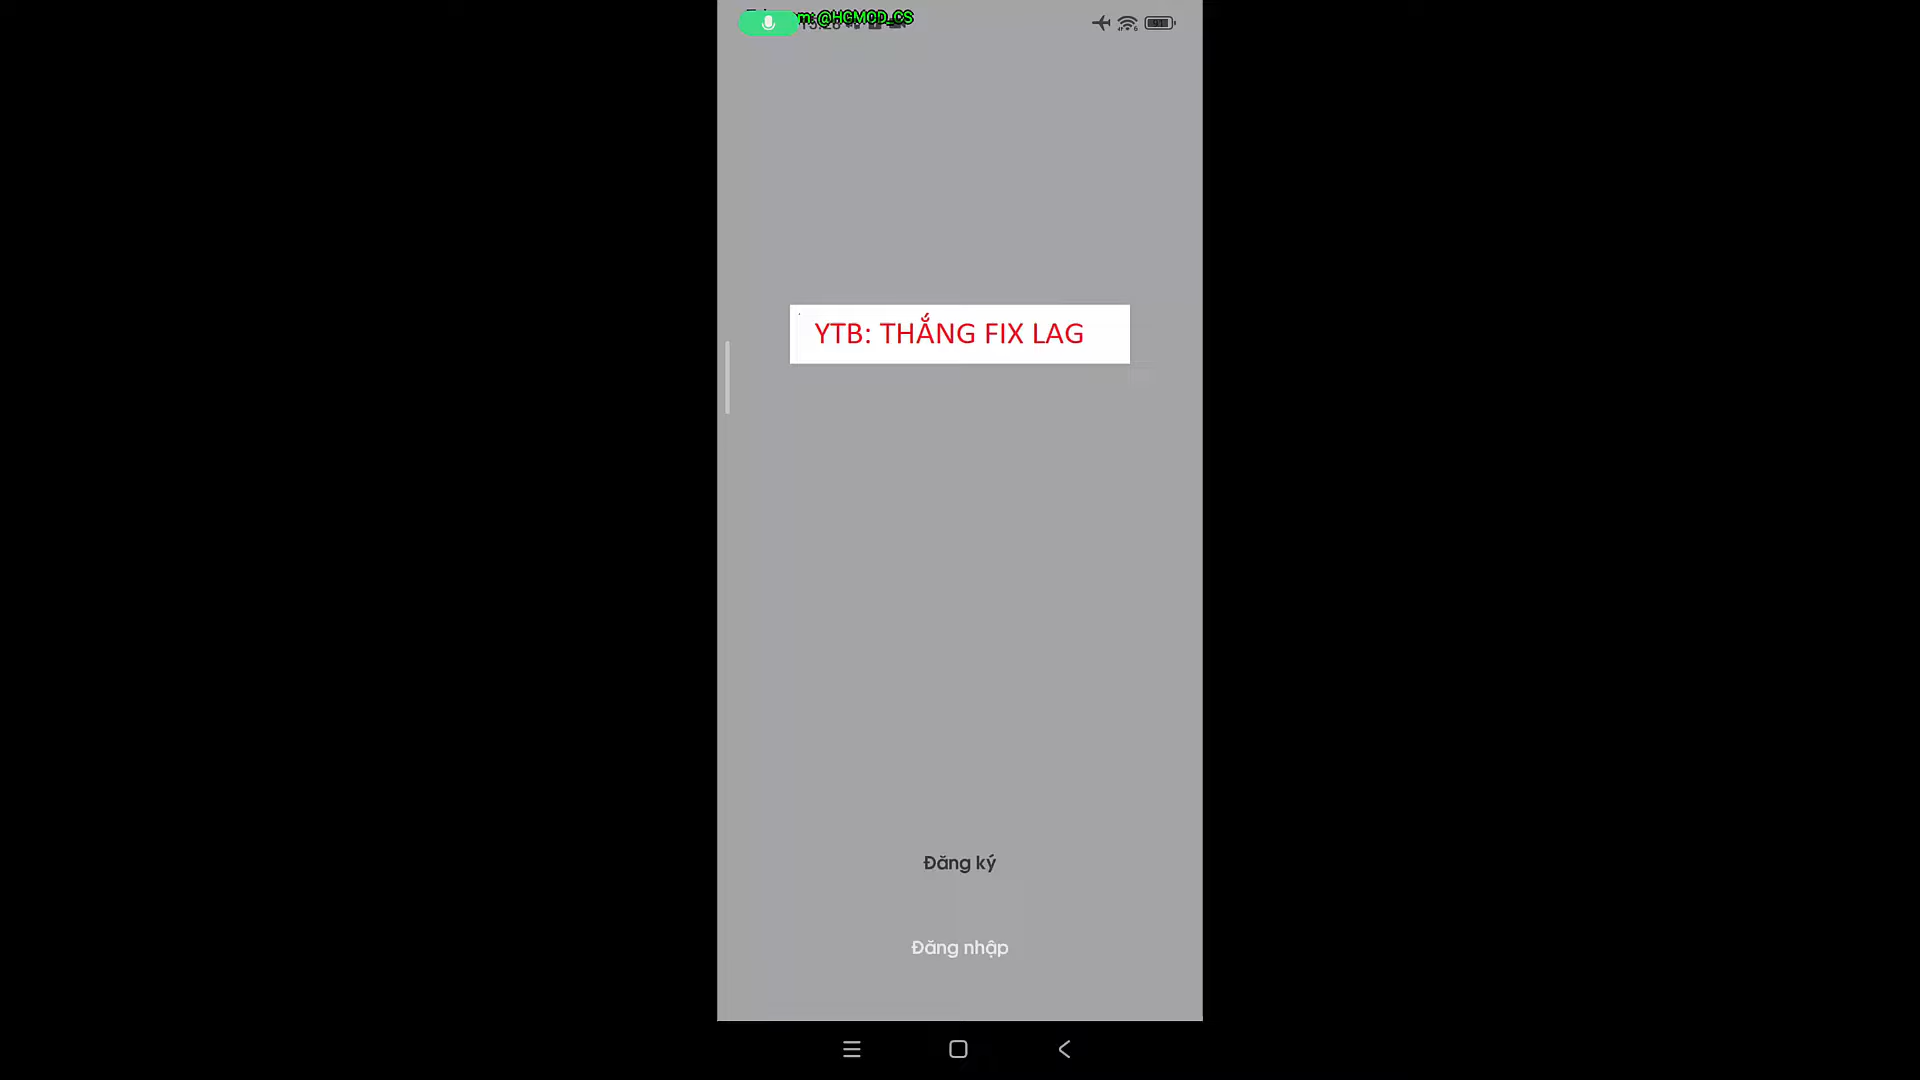 @HGMOD_CS
YTB: THẮNG FIX LAG
Đăng ký
Đăng nhập